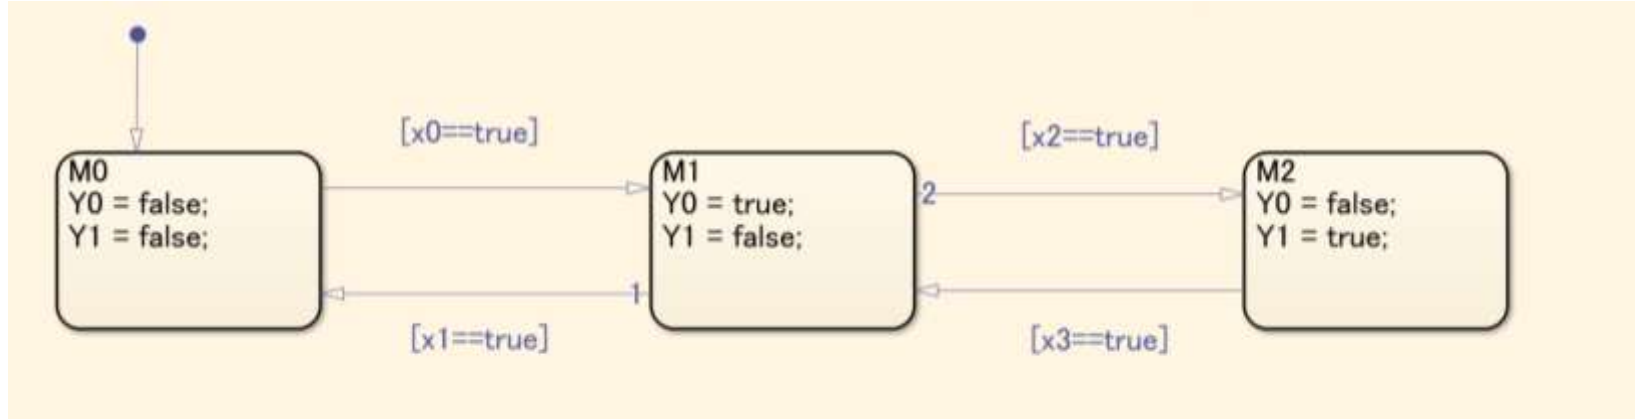 [x0==true]
[x2==true]
M0
Y0 = false;
Y1 = false;
M1
Y0 = true;
Y1 = false;
2
M2
Y0 = false;
Y1 = true;
1
[x1==true]
[x3==true]